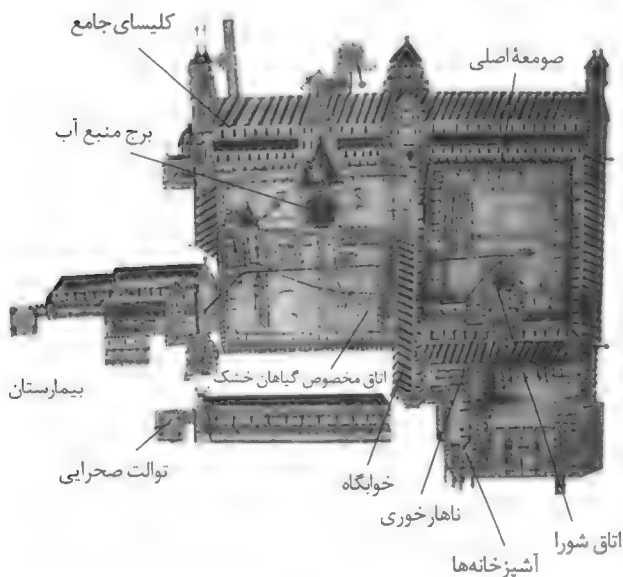 کلیسای جامع
صومعهٔ اصلی
برج منبع آب
اتاق مخصوص گیاهان خشک
بیمارستان
توالت صحرایی
خوابگاه
ناهارخوری
اتاق شورا
آشپزخانه‌ها